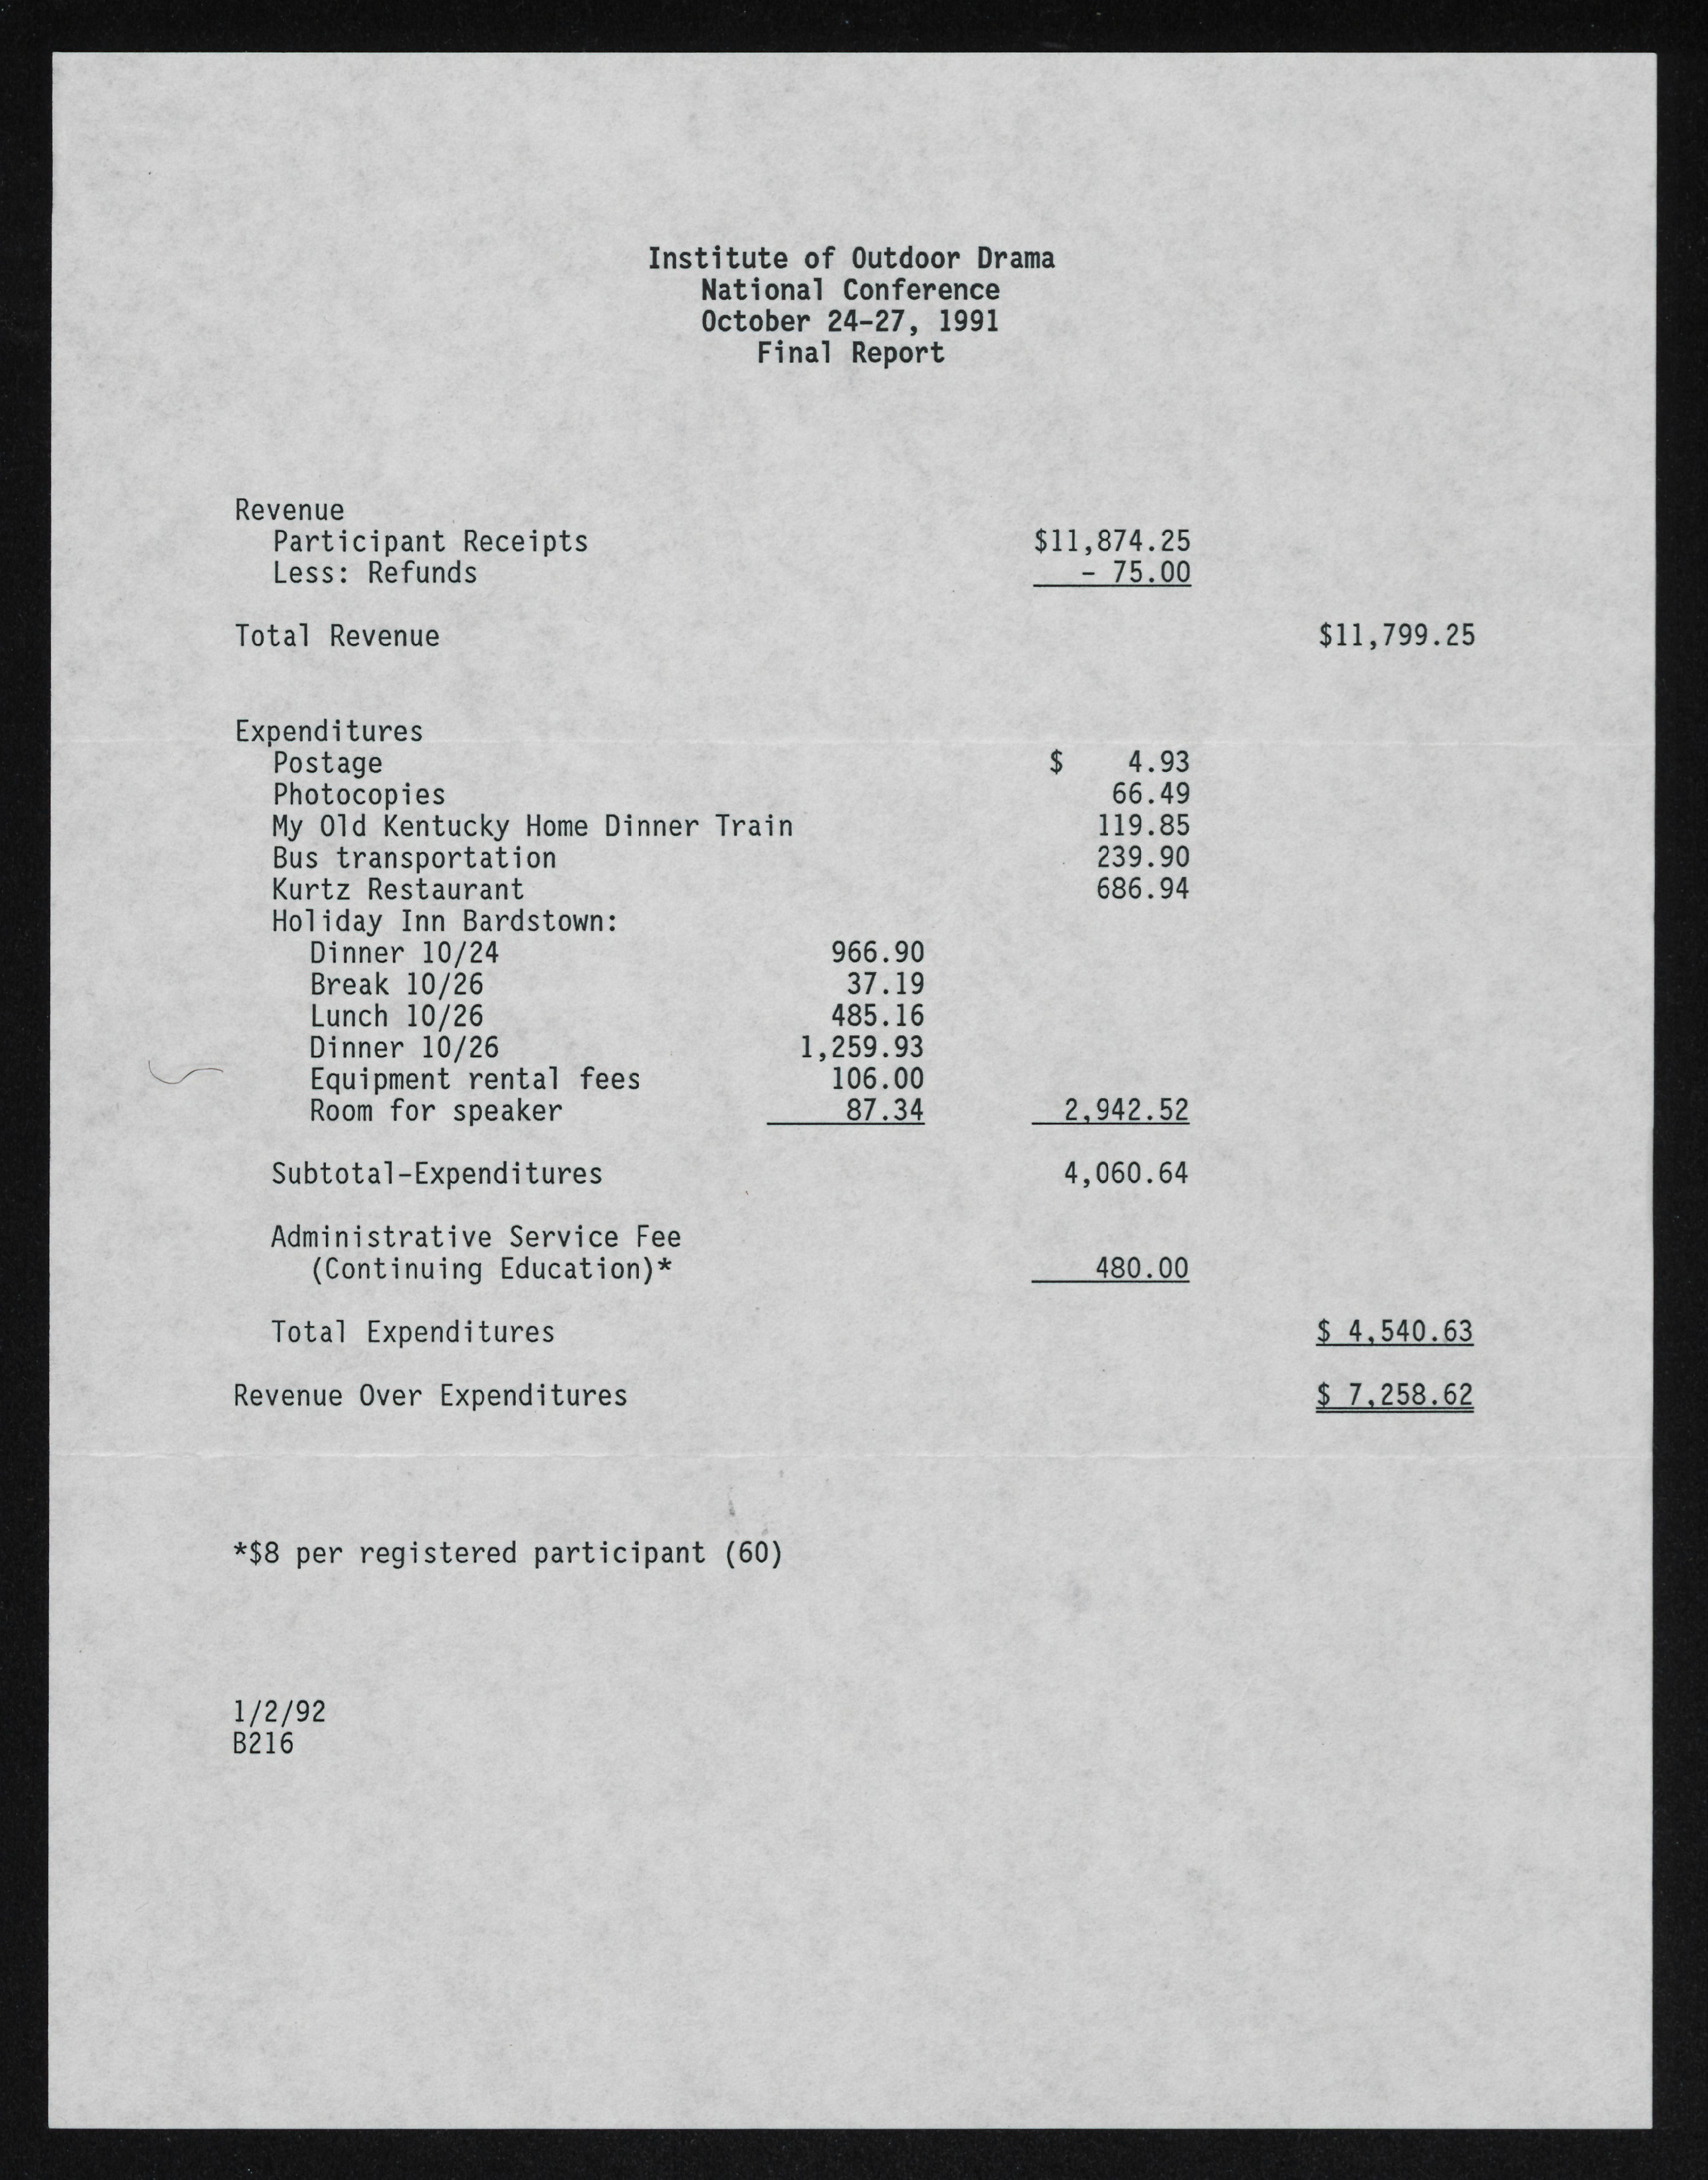 Institute of Outdoor Drama
National Conference
October 24-27, 1991
Final Report
Revenue
Participant Receipts $11,874.25
Less: Refunds - 75.00
Total Revenue $11,799.25
Expenditures
Postage $ 4.93
Photocopies 66.49
My Old Kentucky Home Dinner Train 119.85
Bus transportation 239.90
Kurtz Restaurant 686.94
Holiday Inn Bardstown:
Dinner 10/24 966.90
Break 10/26 37.19
Lunch 10/26 485.16
Dinner 10/26 1,259.93
Equipment rental fees 106.00
Room for speaker 87.34 2,942.52
Subtotal-Expenditures 4,060.64
Administrative Service Fee
(Continuing Education)* 480.00
Total Expenditures $ 4,540.63
Revenue Over Expenditures $ 7,258.62
*$8 per registered participant (60)
1/2/92
B216